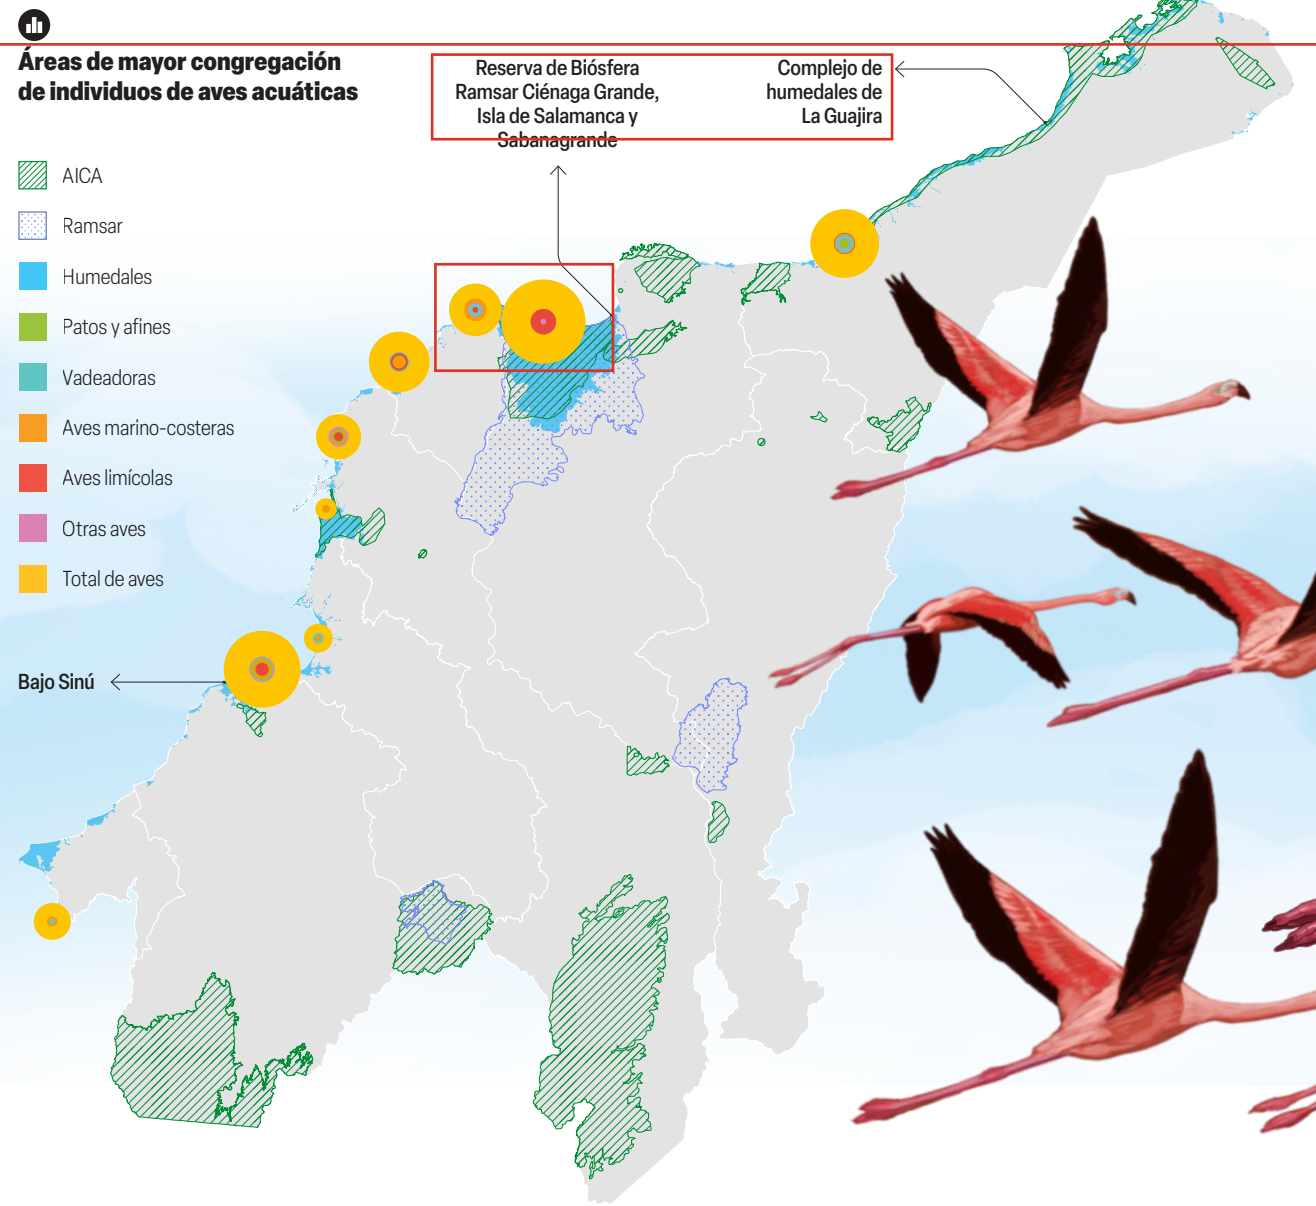 Áreas de mayor congregación
de individuos de aves acuáticas
Reserva de Biósfera
Ramsar Ciénaga Grande,
Isla de Salamanca y
Sabanagrande
Complejo de
humedales de
La Guajira
AICA
Ramsar
Humedales
Patos y afines
Vadeadoras
Aves marino-costeras
Aves limícolas
Otras aves
Total de aves
Bajo Sinú